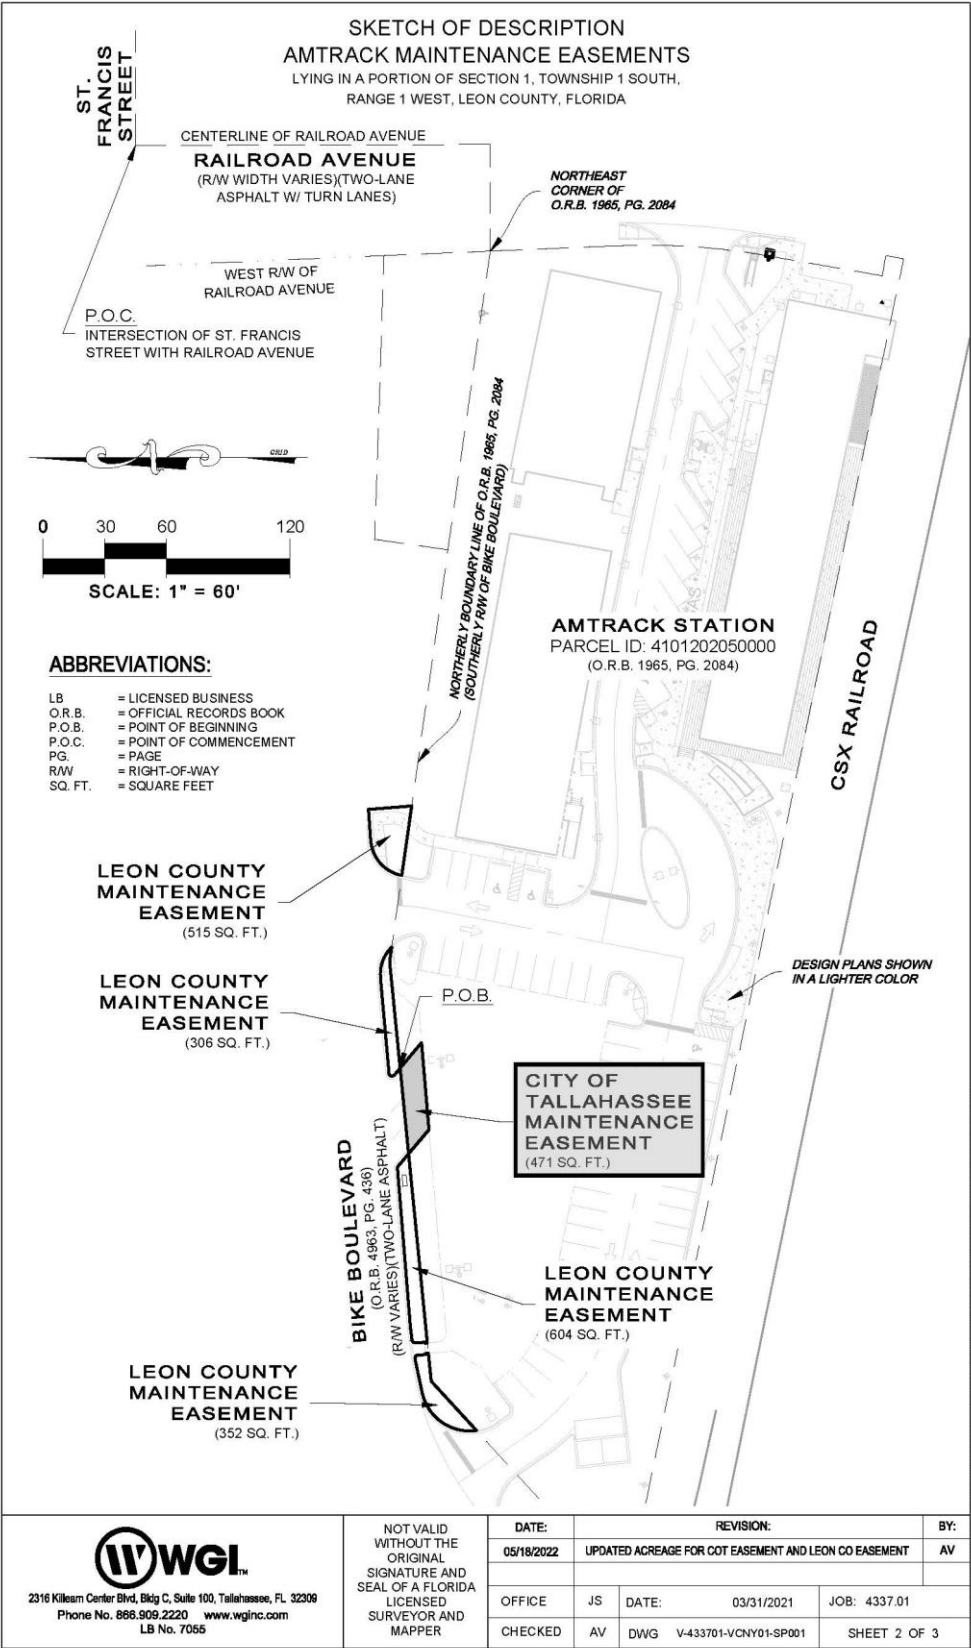 SKETCH OF DESCRIPTION
AMTRACK MAINTENANCE EASEMENTS
LYING IN A PORTION OF SECTION 1, TOWNSHIP 1 SOUTH,
RANGE 1 WEST, LEON COUNTY, FLORIDA
ST.
FRANCIS
STREET
CENTERLINE OF RAILROAD AVENUE
RAILROAD AVENUE
(R/W WIDTH VARIES)(TWO-LANE
ASPHALT W/ TURN LANES)
NORTHEAST
CORNER OF
O.R.B. 1965, PG. 2084
WEST R/W OF
RAILROAD AVENUE
P.O.C.
INTERSECTION OF ST. FRANCIS
STREET WITH RAILROAD AVENUE
N
GRID
0 30 60 120
SCALE: 1" = 60'
NORTHERLY BOUNDARY LINE OF O.R.B. 1965, PG. 2084
(SOUTHERLY R/W OF BIKE BOULEVARD)
AMTRACK STATION
PARCEL ID: 4101202050000
(O.R.B. 1965, PG. 2084)
CSX RAILROAD
ABBREVIATIONS:
LB = LICENSED BUSINESS
O.R.B. = OFFICIAL RECORDS BOOK
P.O.B. = POINT OF BEGINNING
P.O.C. = POINT OF COMMENCEMENT
PG. = PAGE
R/W = RIGHT-OF-WAY
SQ. FT. = SQUARE FEET
LEON COUNTY
MAINTENANCE
EASEMENT
(515 SQ. FT.)
LEON COUNTY
MAINTENANCE
EASEMENT
(306 SQ. FT.)
P.O.B.
DESIGN PLANS SHOWN
IN A LIGHTER COLOR
CITY OF
TALLAHASSEE
MAINTENANCE
EASEMENT
(471 SQ. FT.)
BIKE BOULEVARD
(O.R.B. 4963, PG. 436)
(R/W VARIES)(TWO-LANE ASPHALT)
LEON COUNTY
MAINTENANCE
EASEMENT
(604 SQ. FT.)
LEON COUNTY
MAINTENANCE
EASEMENT
(352 SQ. FT.)
WGI
2316 Killearn Center Blvd, Bldg C, Suite 100, Tallahassee, FL 32309
Phone No. 866.909.2220 www.wginc.com
LB No. 7055
NOT VALID
WITHOUT THE
ORIGINAL
SIGNATURE AND
SEAL OF A FLORIDA
LICENSED
SURVEYOR AND
MAPPER
DATE: REVISION: BY:
05/18/2022 UPDATED ACREAGE FOR COT EASEMENT AND LEON CO EASEMENT AV
OFFICE JS DATE: 03/31/2021 JOB: 4337.01
CHECKED AV DWG V-433701-VCNY01-SP001 SHEET 2 OF 3